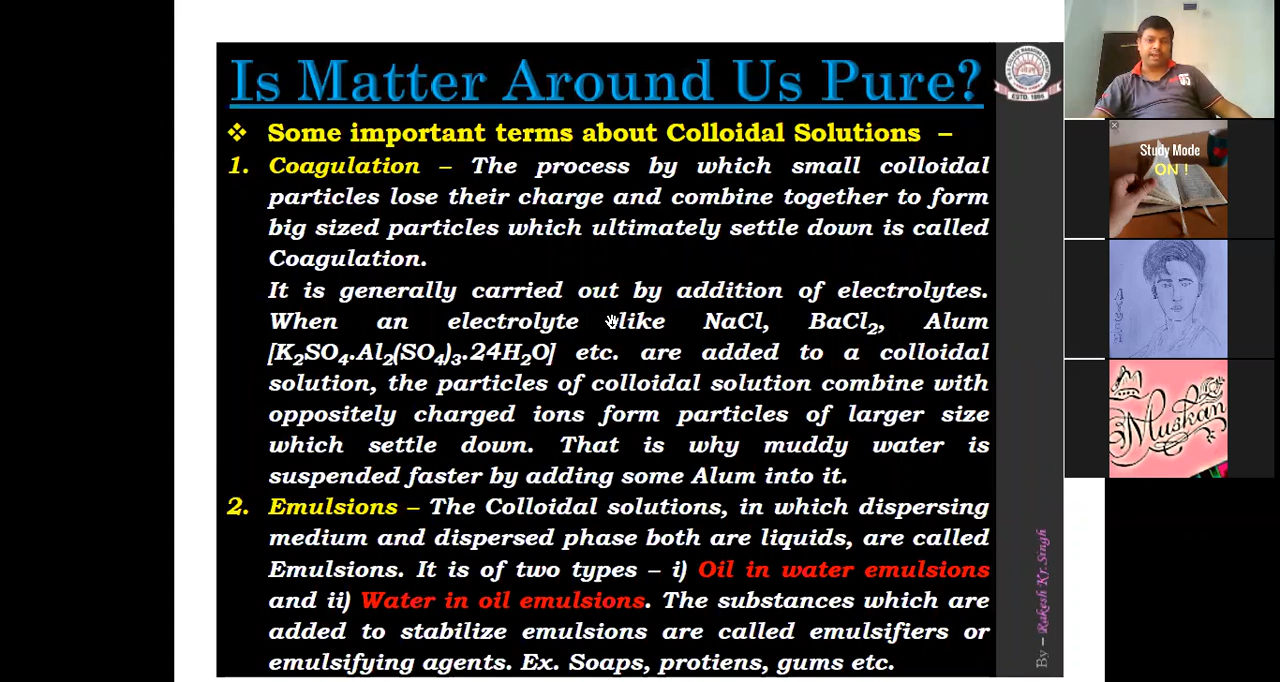 Is Matter Around Us Pure?
❖ Some important terms about Colloidal Solutions –
1. Coagulation – The process by which small colloidal
particles lose their charge and combine together to form
big sized particles which ultimately settle down is called
Coagulation.
It is generally carried out by addition of electrolytes.
When an electrolyte like NaCl, BaCl₂, Alum
[K₂SO₄.Al₂(SO₄)₃.24H₂O] etc. are added to a colloidal
solution, the particles of colloidal solution combine with
oppositely charged ions form particles of larger size
which settle down. That is why muddy water is
suspended faster by adding some Alum into it.
2. Emulsions – The Colloidal solutions, in which dispersing
medium and dispersed phase both are liquids, are called
Emulsions. It is of two types – i) Oil in water emulsions
and ii) Water in oil emulsions. The substances which are
added to stabilize emulsions are called emulsifiers or
emulsifying agents. Ex. Soaps, protiens, gums etc.
By – Rakesh Kr. Singh
ESTD. 1886
85
Study Mode
ON !
Muskan